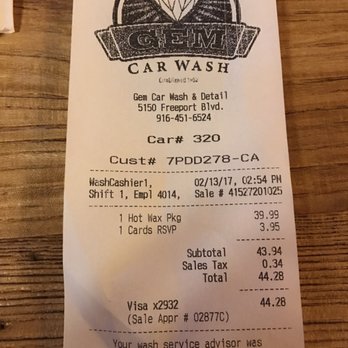 GEM
CAR WASH
Gem Car Wash & Detail
5150 Freeport Blvd.
916-451-6524
Car# 320
Cust# 7PDD278-CA
WashCashier1, 02/13/17, 02:54 PM
Shift 1, Empl 4014, Sale # 41527201025
1 Hot Wax Pkg 39.99
1 Cards RSVP 3.95
Subtotal 43.94
Sales Tax 0.34
Total 44.28
Visa x2932 44.28
(Sale Appr # 02877C)
Your wash service advisor was